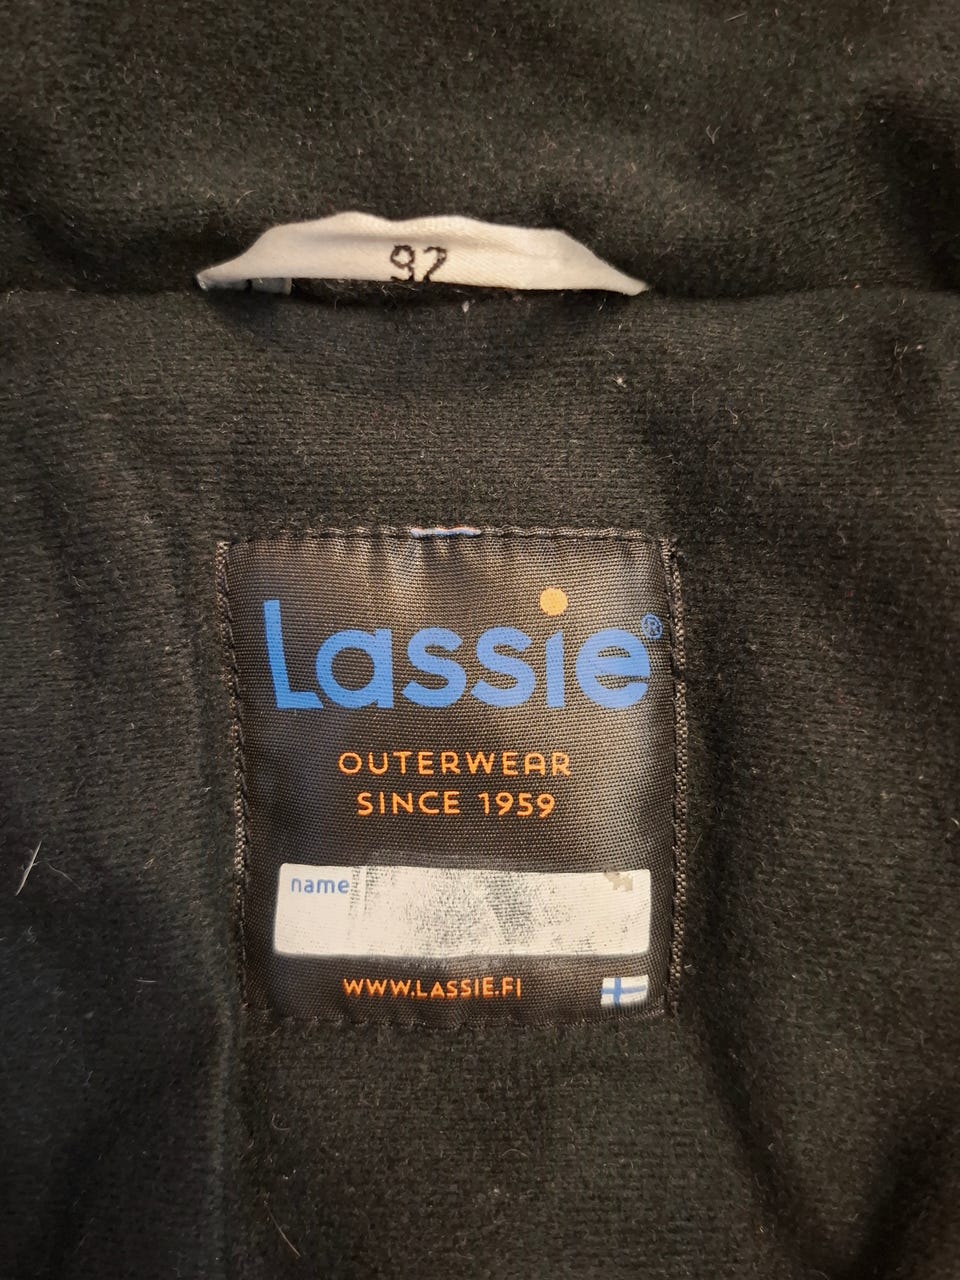 92
Lassie®
OUTERWEAR
SINCE 1959
name
WWW.LASSIE.FI